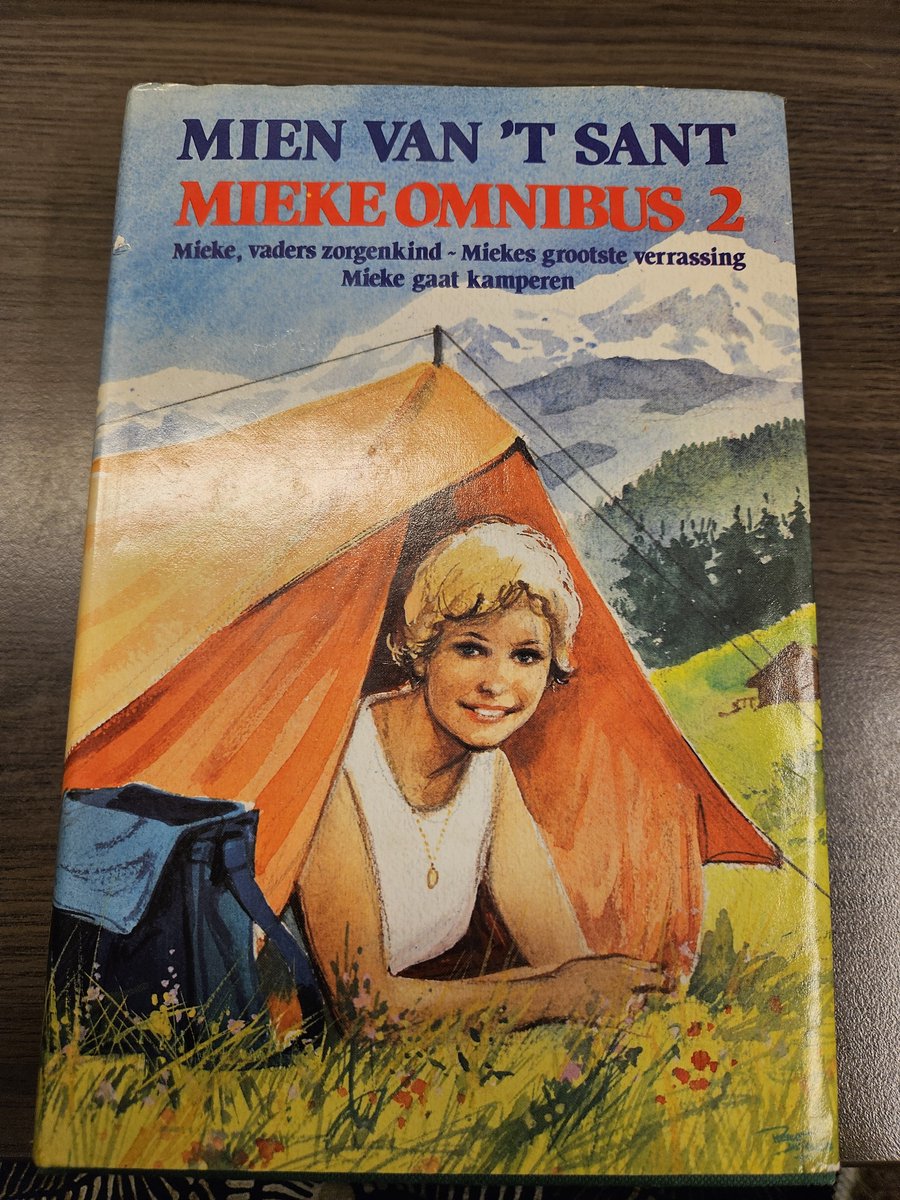 MIEN VAN 'T SANT
MIEKE OMNIBUS 2
Mieke, vaders zorgenkind ~ Miekes grootste verrassing
Mieke gaat kamperen